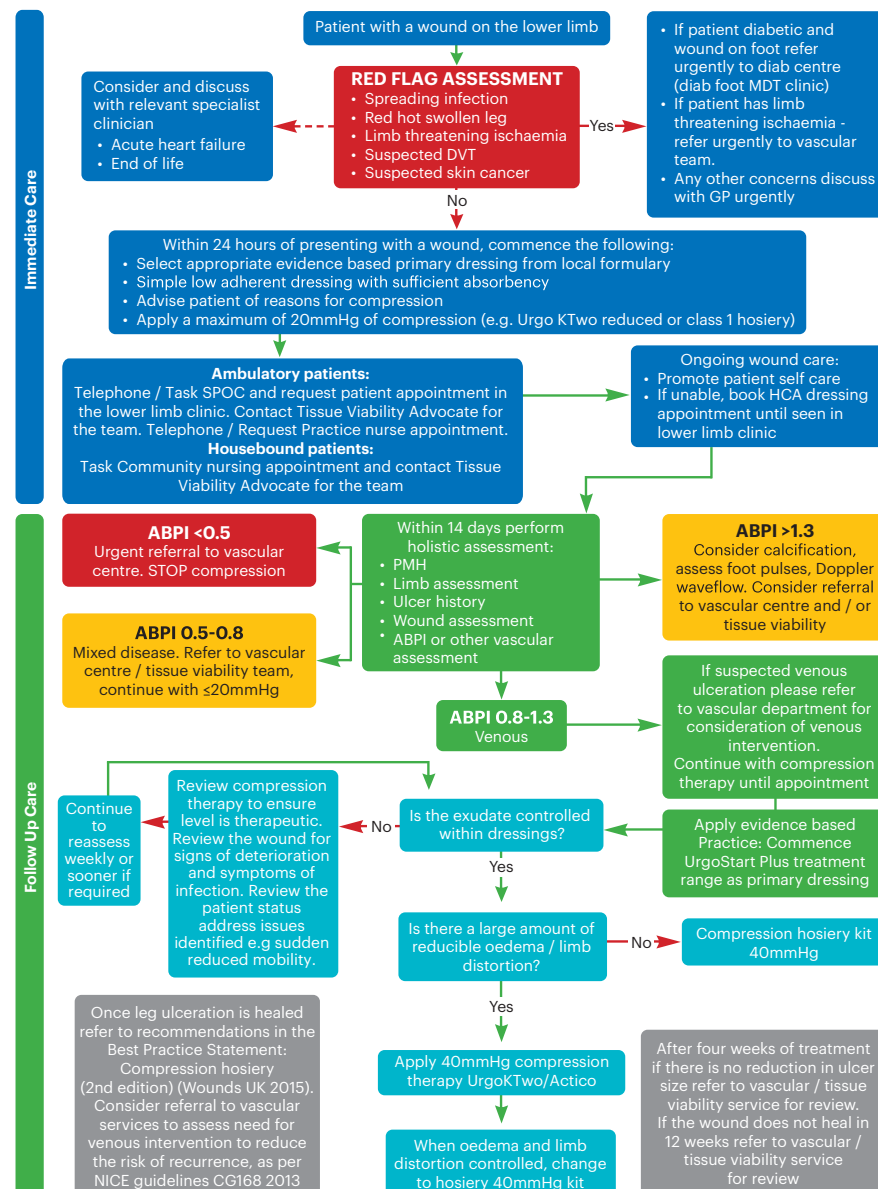 Immediate Care
Patient with a wound on the lower limb
Consider and discuss
with relevant specialist
clinician
• Acute heart failure
• End of life
RED FLAG ASSESSMENT
• Spreading infection
• Red hot swollen leg
• Limb threatening ischaemia
• Suspected DVT
• Suspected skin cancer
Yes
• If patient diabetic and
wound on foot refer
urgently to diab centre
(diab foot MDT clinic)
• If patient has limb
threatening ischaemia -
refer urgently to vascular
team.
• Any other concerns discuss
with GP urgently
No
Within 24 hours of presenting with a wound, commence the following:
• Select appropriate evidence based primary dressing from local formulary
• Simple low adherent dressing with sufficient absorbency
• Advise patient of reasons for compression
• Apply a maximum of 20mmHg of compression (e.g. Urgo KTwo reduced or class 1 hosiery)
Ambulatory patients:
Telephone / Task SPOC and request patient appointment in
the lower limb clinic. Contact Tissue Viability Advocate for
the team. Telephone / Request Practice nurse appointment.
Housebound patients:
Task Community nursing appointment and contact Tissue
Viability Advocate for the team
Ongoing wound care:
• Promote patient self care
• If unable, book HCA dressing
appointment until seen in
lower limb clinic
Follow Up Care
ABPI <0.5
Urgent referral to vascular
centre. STOP compression
ABPI 0.5-0.8
Mixed disease. Refer to vascular
centre / tissue viability team,
continue with ≤20mmHg
Within 14 days perform
holistic assessment:
• PMH
• Limb assessment
• Ulcer history
• Wound assessment
• ABPI or other vascular
assessment
ABPI >1.3
Consider calcification,
assess foot pulses, Doppler
waveflow. Consider referral
to vascular centre and / or
tissue viability
ABPI 0.8-1.3
Venous
If suspected venous
ulceration please refer
to vascular department for
consideration of venous
intervention.
Continue with compression
therapy until appointment
Apply evidence based
Practice: Commence
UrgoStart Plus treatment
range as primary dressing
Is the exudate controlled
within dressings?
No
Review compression
therapy to ensure
level is therapeutic.
Review the wound for
signs of deterioration
and symptoms of
infection. Review the
patient status
address issues
identified e.g sudden
reduced mobility.
Continue
to
reassess
weekly or
sooner if
required
Yes
Is there a large amount of
reducible oedema / limb
distortion?
No
Compression hosiery kit
40mmHg
Yes
Apply 40mmHg compression
therapy UrgoKTwo/Actico
When oedema and limb
distortion controlled, change
to hosiery 40mmHg kit
Once leg ulceration is healed
refer to recommendations in the
Best Practice Statement:
Compression hosiery
(2nd edition) (Wounds UK 2015).
Consider referral to vascular
services to assess need for
venous intervention to reduce
the risk of recurrence, as per
NICE guidelines CG168 2013
After four weeks of treatment
if there is no reduction in ulcer
size refer to vascular / tissue
viability service for review.
If the wound does not heal in
12 weeks refer to vascular /
tissue viability service
for review